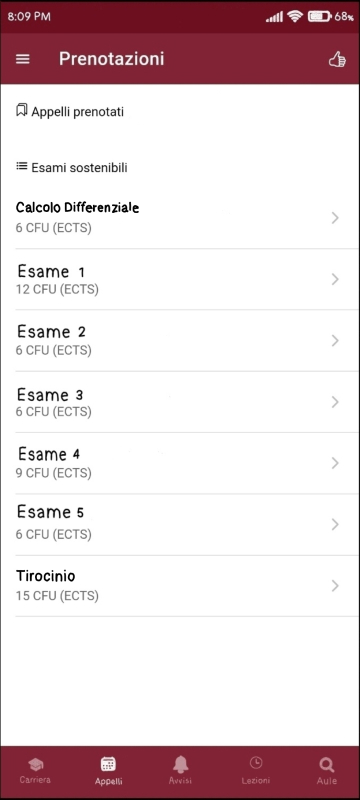 8:09 PM 68%
Prenotazioni
Appelli prenotati
Esami sostenibili
Calcolo Differenziale
6 CFU (ECTS)
Esame 1
12 CFU (ECTS)
Esame 2
6 CFU (ECTS)
Esame 3
6 CFU (ECTS)
Esame 4
9 CFU (ECTS)
Esame 5
6 CFU (ECTS)
Tirocinio
15 CFU (ECTS)
Carriera Appelli Avvisi Lezioni Aule